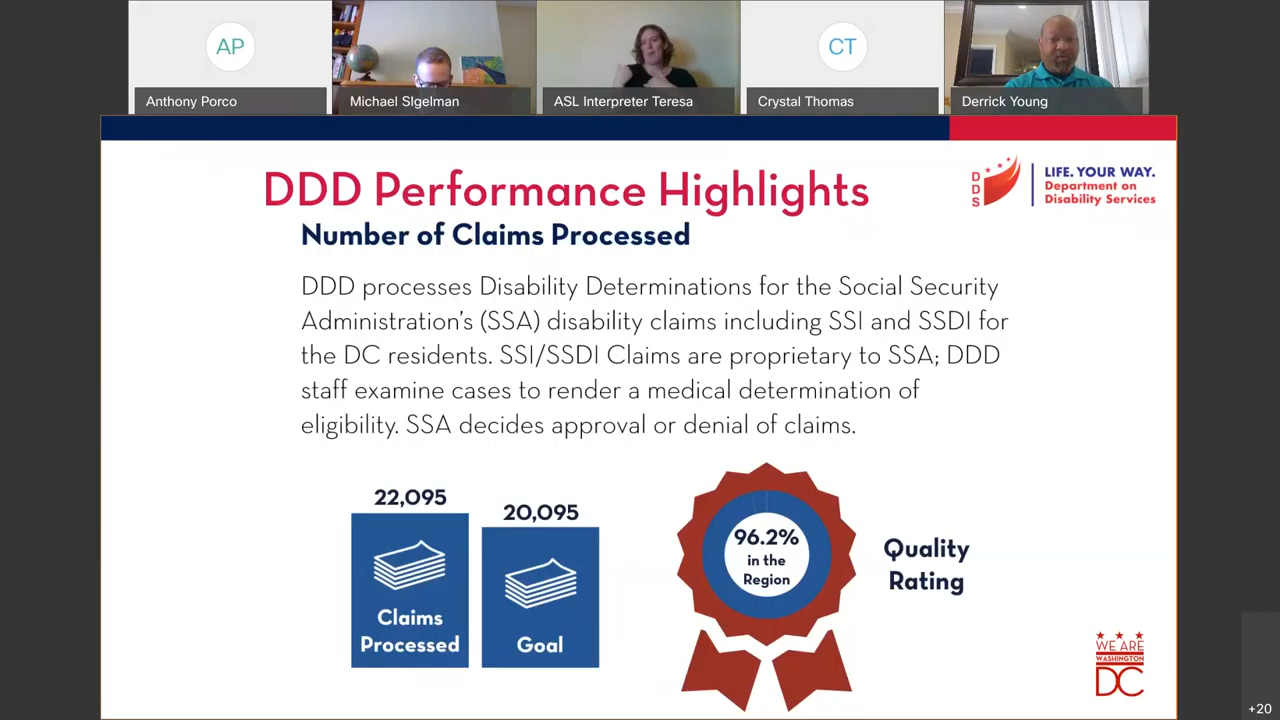 AP
CT
Anthony Porco
Michael SIgelman
ASL Interpreter Teresa
Crystal Thomas
Derrick Young
DDD Performance Highlights
DDS
LIFE. YOUR WAY.
Department on
Disability Services
Number of Claims Processed
DDD processes Disability Determinations for the Social Security
Administration's (SSA) disability claims including SSI and SSDI for
the DC residents. SSI/SSDI Claims are proprietary to SSA; DDD
staff examine cases to render a medical determination of
eligibility. SSA decides approval or denial of claims.
22,095
Claims
Processed
20,095
Goal
96.2%
in the
Region
Quality
Rating
WE ARE
WASHINGTON
DC
+20